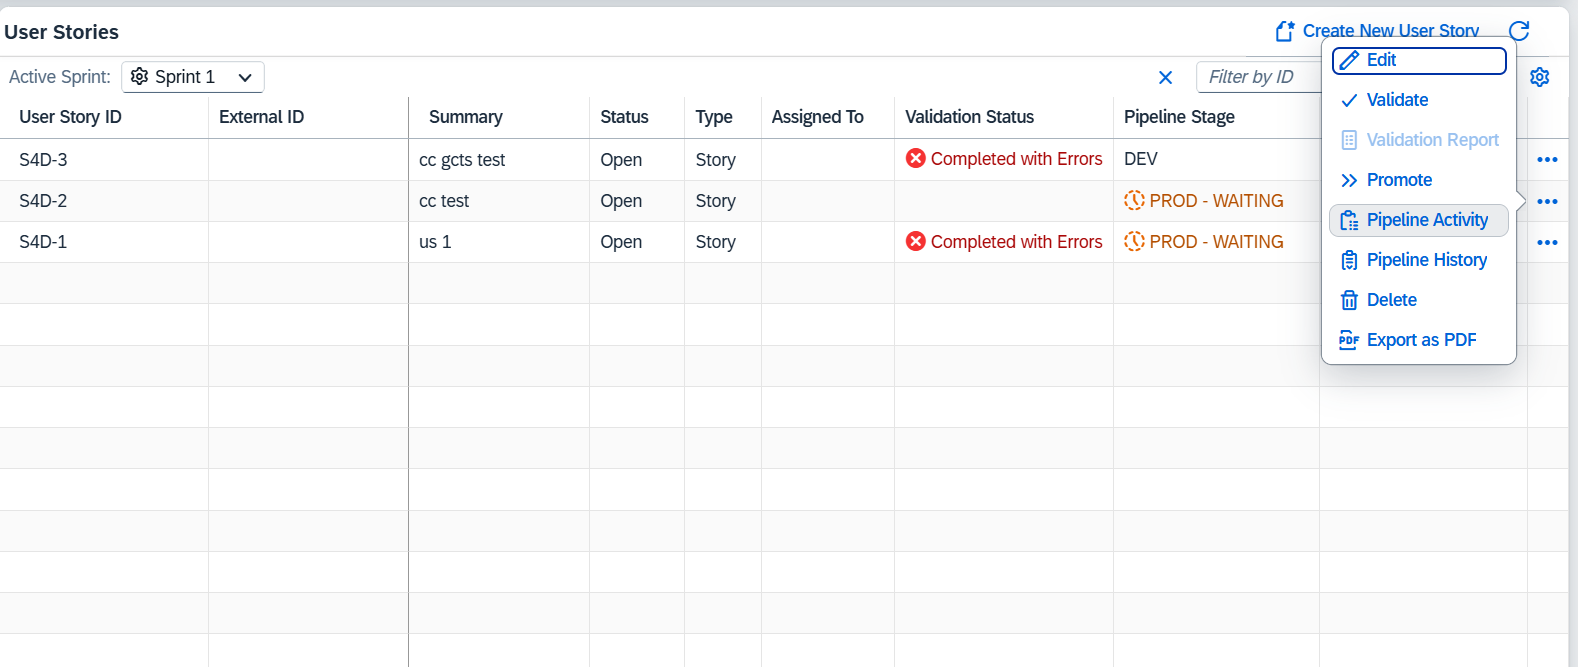 User Stories
Create New User Story
Active Sprint: Sprint 1
Filter by ID
User Story ID External ID Summary Status Type Assigned To Validation Status Pipeline Stage
S4D-3 cc gcts test Open Story Completed with Errors DEV
S4D-2 cc test Open Story PROD - WAITING
S4D-1 us 1 Open Story Completed with Errors PROD - WAITING
Edit
Validate
Validation Report
Promote
Pipeline Activity
Pipeline History
Delete
PDF Export as PDF